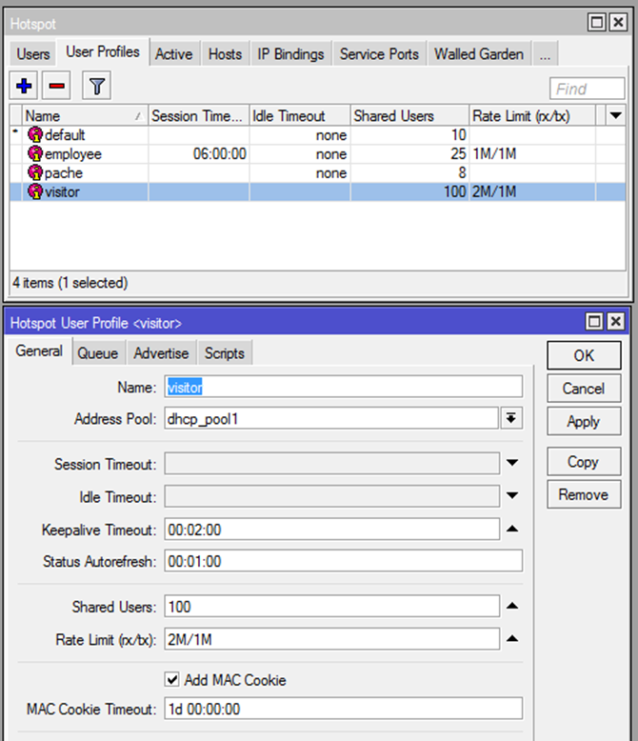 Hotspot
Users User Profiles Active Hosts IP Bindings Service Ports Walled Garden ...
Find
Name Session Time... Idle Timeout Shared Users Rate Limit (rx/tx)
* default none 10
employee 06:00:00 none 25 1M/1M
pache none 8
visitor 100 2M/1M
4 items (1 selected)
Hotspot User Profile <visitor>
General Queue Advertise Scripts OK
Name: visitor Cancel
Address Pool: dhcp_pool1 Apply
Session Timeout: Copy
Idle Timeout: Remove
Keepalive Timeout: 00:02:00
Status Autorefresh: 00:01:00
Shared Users: 100
Rate Limit (rx/tx): 2M/1M
Add MAC Cookie
MAC Cookie Timeout: 1d 00:00:00